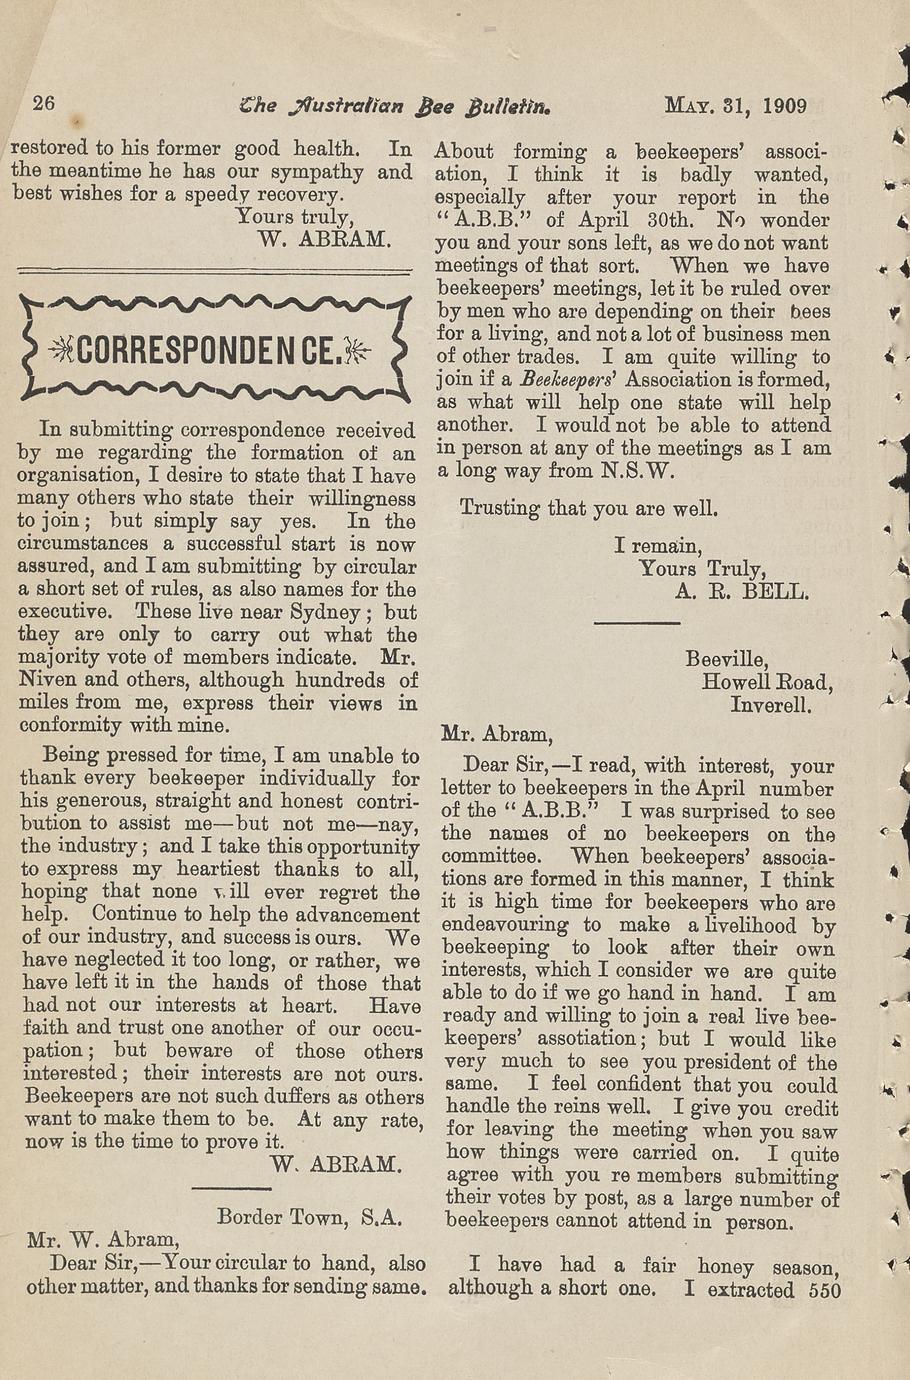 26
The Australian Bee Bulletin.
MAY. 31, 1909
restored to his former good health. In
the meantime he has our sympathy and
best wishes for a speedy recovery.
Yours truly,
W. ABRAM.
CORRESPONDENCE.
In submitting correspondence received
by me regarding the formation of an
organisation, I desire to state that I have
many others who state their willingness
to join; but simply say yes. In the
circumstances a successful start is now
assured, and I am submitting by circular
a short set of rules, as also names for the
executive. These live near Sydney; but
they are only to carry out what the
majority vote of members indicate. Mr.
Niven and others, although hundreds of
miles from me, express their views in
conformity with mine.
Being pressed for time, I am unable to
thank every beekeeper individually for
his generous, straight and honest contri-
bution to assist me—but not me—nay,
the industry; and I take this opportunity
to express my heartiest thanks to all,
hoping that none will ever regret the
help. Continue to help the advancement
of our industry, and success is ours. We
have neglected it too long, or rather, we
have left it in the hands of those that
had not our interests at heart. Have
faith and trust one another of our occu-
pation; but beware of those others
interested; their interests are not ours.
Beekeepers are not such duffers as others
want to make them to be. At any rate,
now is the time to prove it.
W. ABRAM.
Border Town, S.A.
Mr. W. Abram,
Dear Sir,—Your circular to hand, also
other matter, and thanks for sending same.
About forming a beekeepers' associ-
ation, I think it is badly wanted,
especially after your report in the
"A.B.B." of April 30th. No wonder
you and your sons left, as we do not want
meetings of that sort. When we have
beekeepers' meetings, let it be ruled over
by men who are depending on their bees
for a living, and not a lot of business men
of other trades. I am quite willing to
join if a Beekeepers' Association is formed,
as what will help one state will help
another. I would not be able to attend
in person at any of the meetings as I am
a long way from N.S.W.
Trusting that you are well.
I remain,
Yours Truly,
A. R. BELL.
Beeville,
Howell Road,
Inverell.
Mr. Abram,
Dear Sir,—I read, with interest, your
letter to beekeepers in the April number
of the "A.B.B." I was surprised to see
the names of no beekeepers on the
committee. When beekeepers' associa-
tions are formed in this manner, I think
it is high time for beekeepers who are
endeavouring to make a livelihood by
beekeeping to look after their own
interests, which I consider we are quite
able to do if we go hand in hand. I am
ready and willing to join a real live bee-
keepers' assotiation; but I would like
very much to see you president of the
same. I feel confident that you could
handle the reins well. I give you credit
for leaving the meeting when you saw
how things were carried on. I quite
agree with you re members submitting
their votes by post, as a large number of
beekeepers cannot attend in person.
I have had a fair honey season,
although a short one. I extracted 550